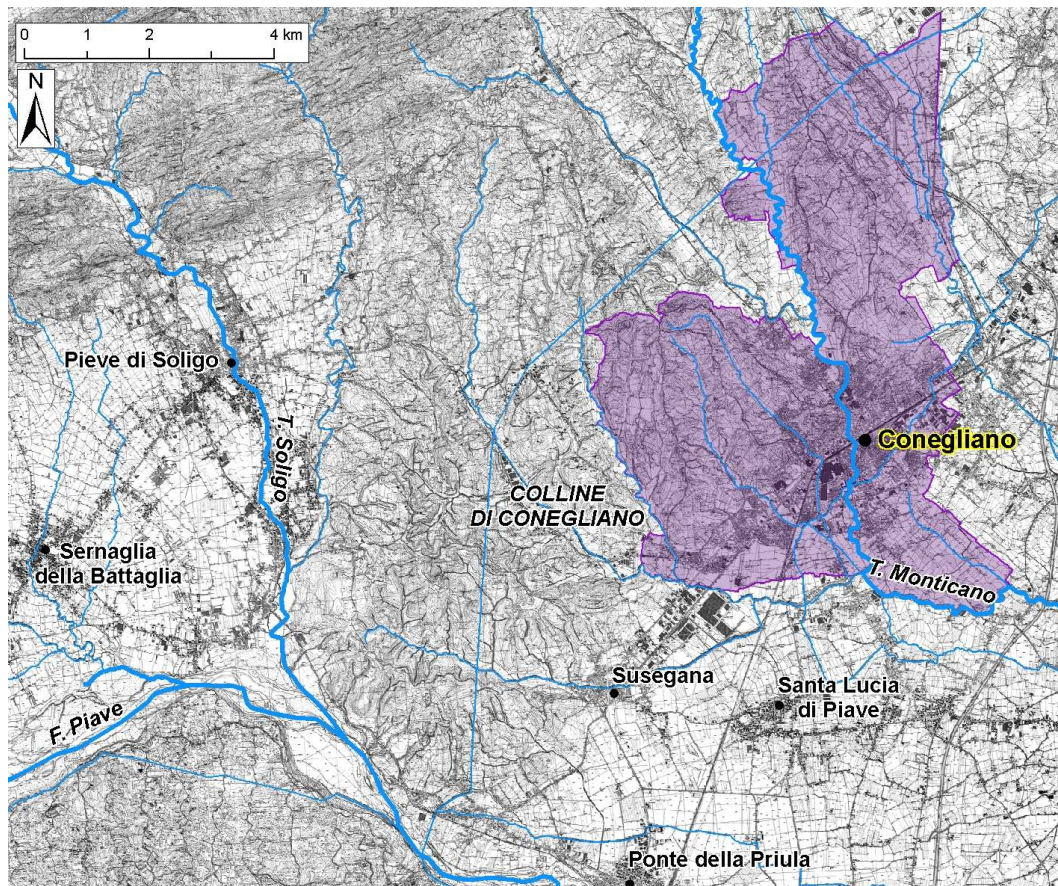 0 1 2 4 km
N
Pieve di Soligo
T. Soligo
Conegliano
COLLINE
DI CONEGLIANO
Sernaglia
della Battaglia
T. Monticano
Susegana
Santa Lucia
di Piave
F. Piave
Ponte della Priula